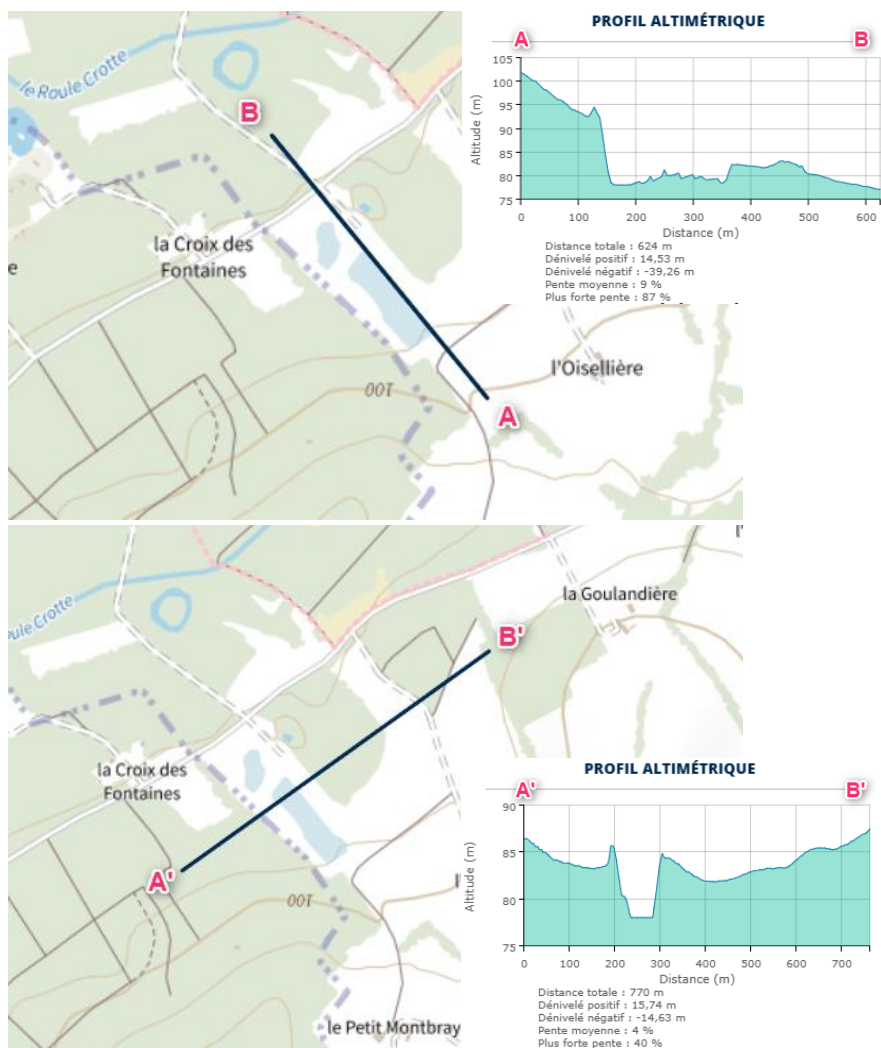 PROFIL ALTIMÉTRIQUE
A
B
105
100
95
90
85
80
75
Altitude (m)
0
100
200
300
400
500
600
Distance (m)
Distance totale : 624 m
Dénivelé positif : 14,53 m
Dénivelé négatif : -39,26 m
Pente moyenne : 9 %
Plus forte pente : 87 %
le Roule Crotte
B
la Croix des
Fontaines
e
100
l'Oisellière
A
la Goulandière
oule Crotte
B'
la Croix des
Fontaines
A'
100
le Petit Montbray
PROFIL ALTIMÉTRIQUE
A'
B'
90
85
80
75
Altitude (m)
0
100
200
300
400
500
600
700
Distance (m)
Distance totale : 770 m
Dénivelé positif : 15,74 m
Dénivelé négatif : -14,63 m
Pente moyenne : 4 %
Plus forte pente : 40 %